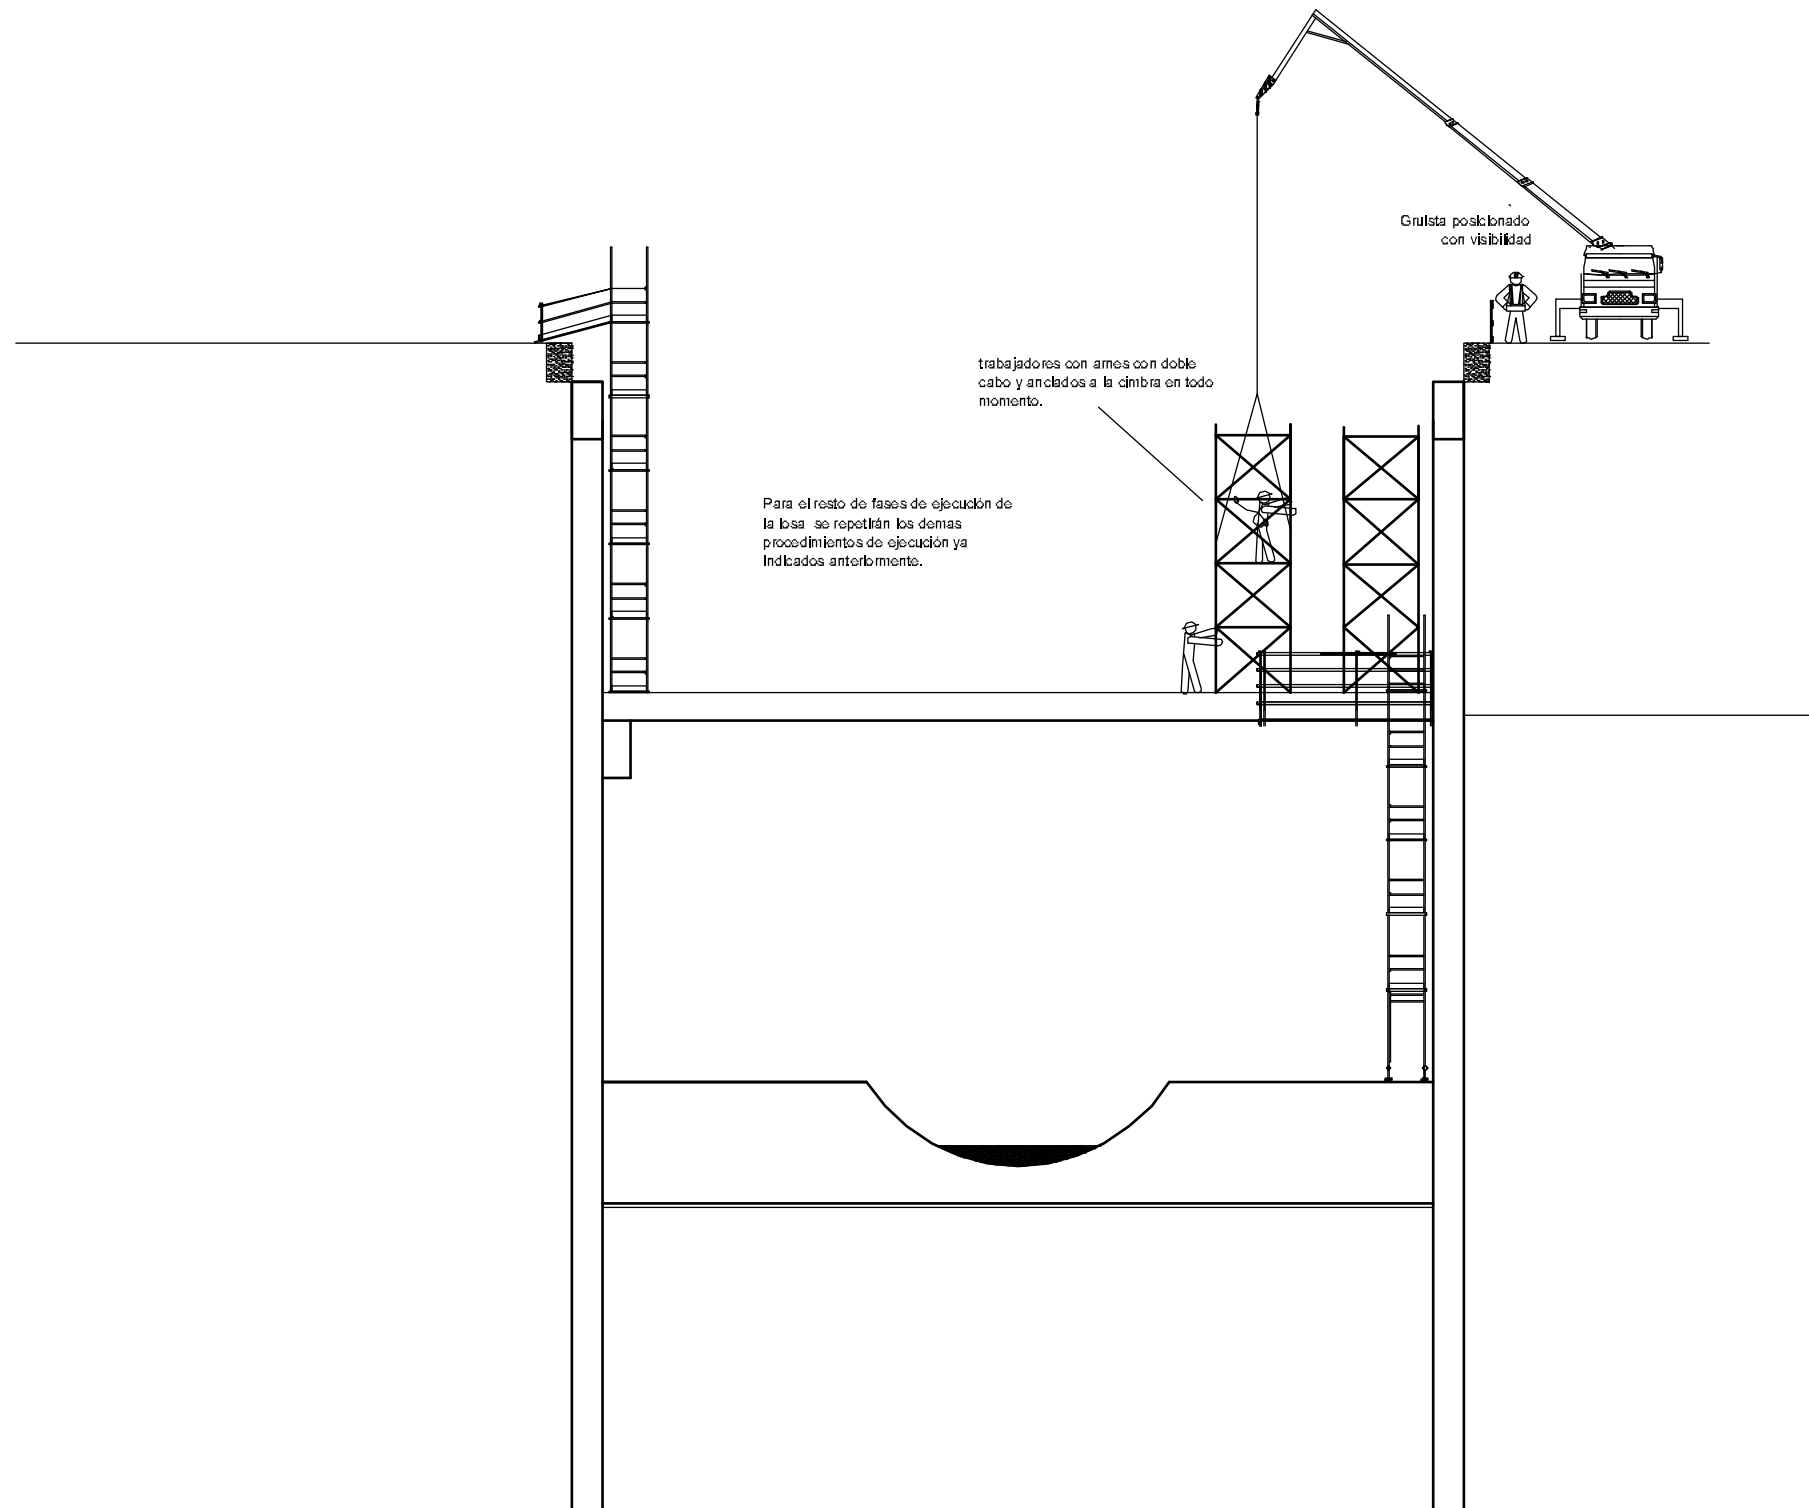 Gruista posicionado
con visibilidad
trabajadores con arnes con doble
cabo y anclados a la cimbra en todo
momento.
Para el resto de fases de ejecución de
la losa se repetirán los demas
procedimientos de ejecución ya
indicados anteriormente.